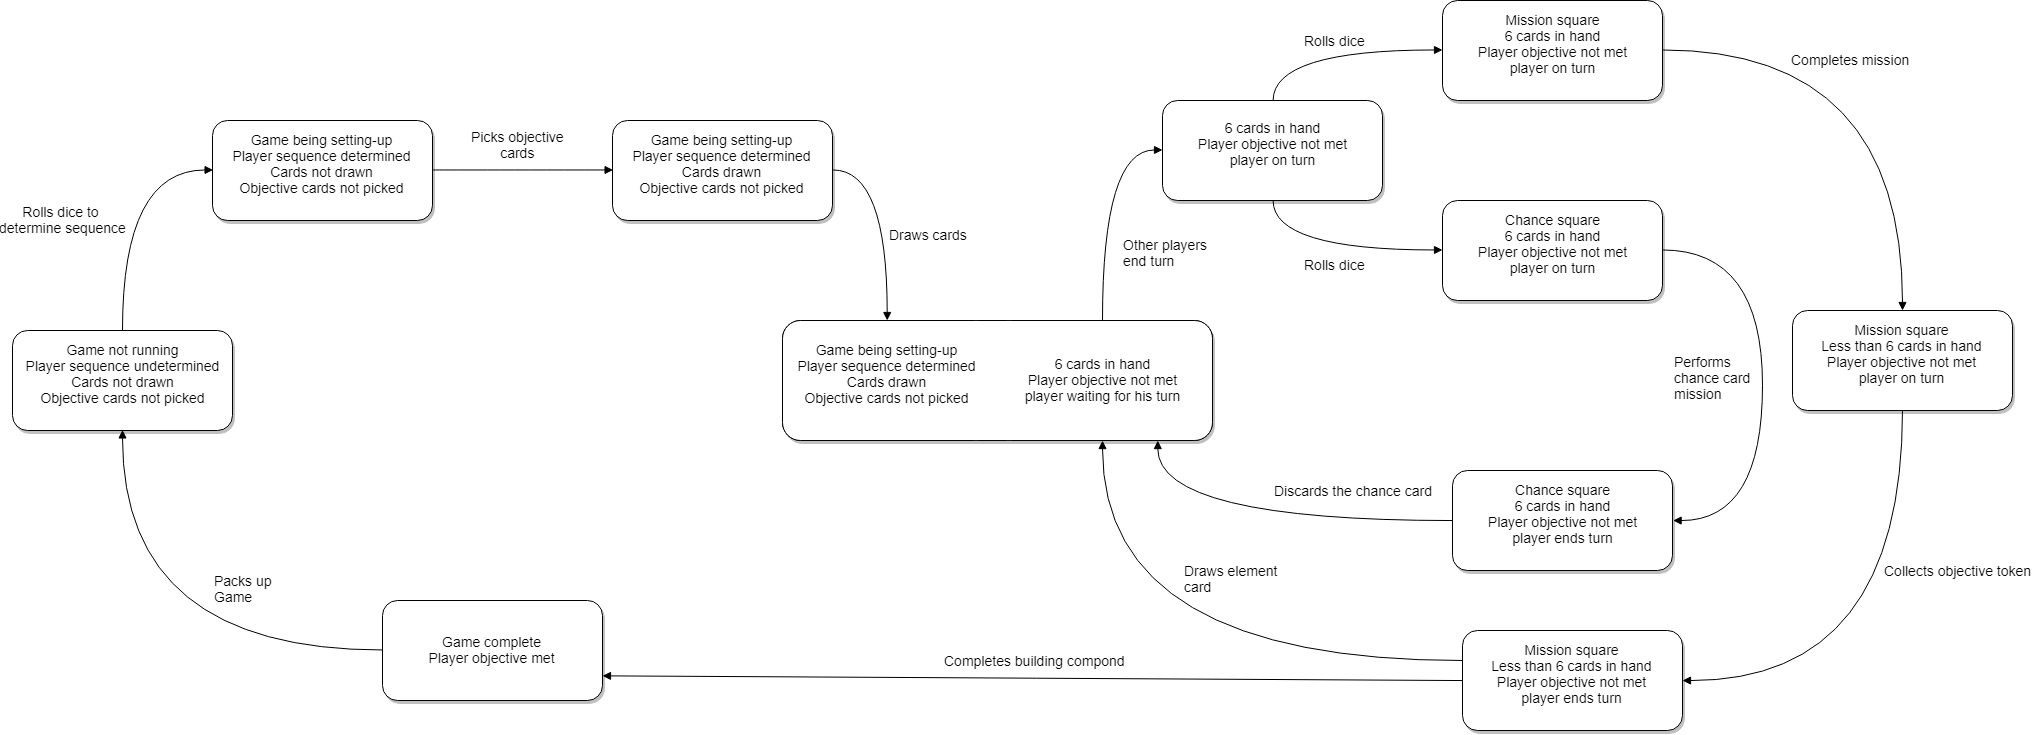 Mission square
6 cards in hand
Player objective not met
player on turn
Rolls dice
Completes mission
6 cards in hand
Player objective not met
player on turn
Game being setting-up
Player sequence determined
Cards not drawn
Objective cards not picked
Picks objective
cards
Game being setting-up
Player sequence determined
Cards drawn
Objective cards not picked
Rolls dice to
determine sequence
Draws cards
Other players
end turn
Rolls dice
Chance square
6 cards in hand
Player objective not met
player on turn
Game not running
Player sequence undetermined
Cards not drawn
Objective cards not picked
Game being setting-up
Player sequence determined
Cards drawn
Objective cards not picked
6 cards in hand
Player objective not met
player waiting for his turn
Performs
chance card
mission
Mission square
Less than 6 cards in hand
Player objective not met
player on turn
Discards the chance card
Chance square
6 cards in hand
Player objective not met
player ends turn
Packs up
Game
Draws element
card
Collects objective token
Game complete
Player objective met
Completes building compond
Mission square
Less than 6 cards in hand
Player objective not met
player ends turn